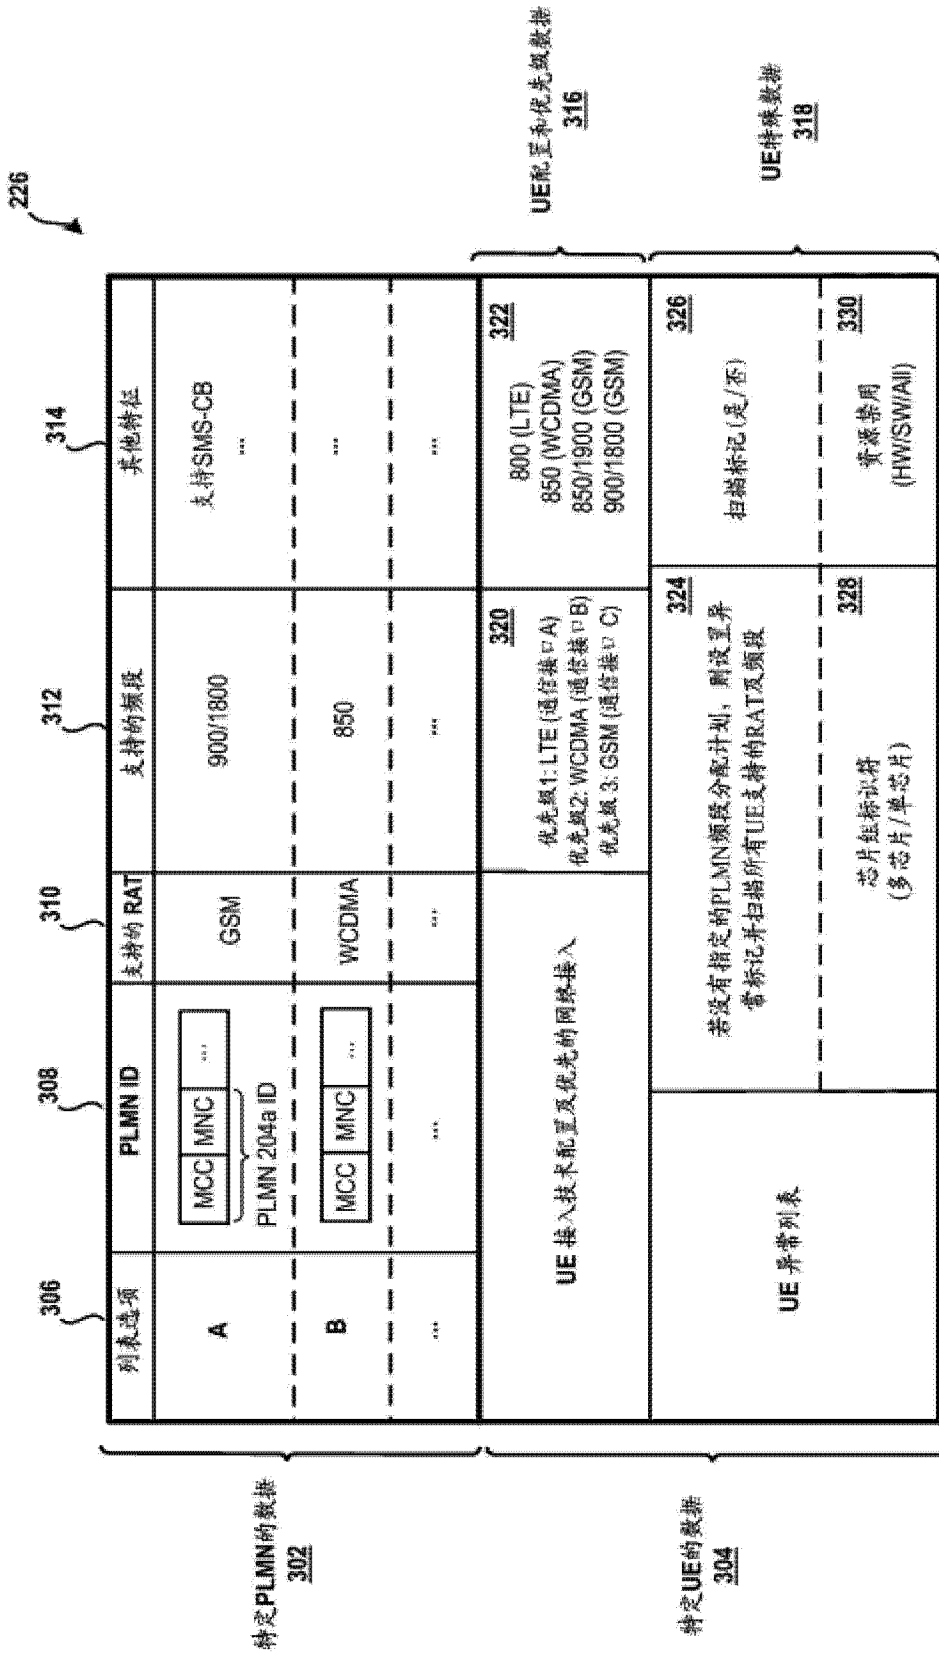 226
306
308
310
312
314
列表选项
PLMN ID
支持的 RAT
支持的频段
其他特征
特定PLMN的数据
302
A
MCC
MNC
...
PLMN 204a ID
GSM
900/1800
支持SMS-CB
...
B
MCC
MNC
...
WCDMA
850
...
...
...
...
...
...
特定UE的数据
304
UE 接入技术配置及优先的网络接入
320
优先级1: LTE (通信接口A)
优先级2: WCDMA (通信接口B)
优先级 3: GSM (通信接口 C)
322
800 (LTE)
850 (WCDMA)
850/1900 (GSM)
900/1800 (GSM)
UE配置和优先级数据
316
UE 异常列表
324
若没有指定的PLMN频段分配计划，则设置异
常标记并扫描所有UE支持的RAT及频段
326
扫描标记 (是/否)
328
芯片组标识符
(多芯片/单芯片)
330
资源禁用
(HW/SW/All)
UE特殊数据
318